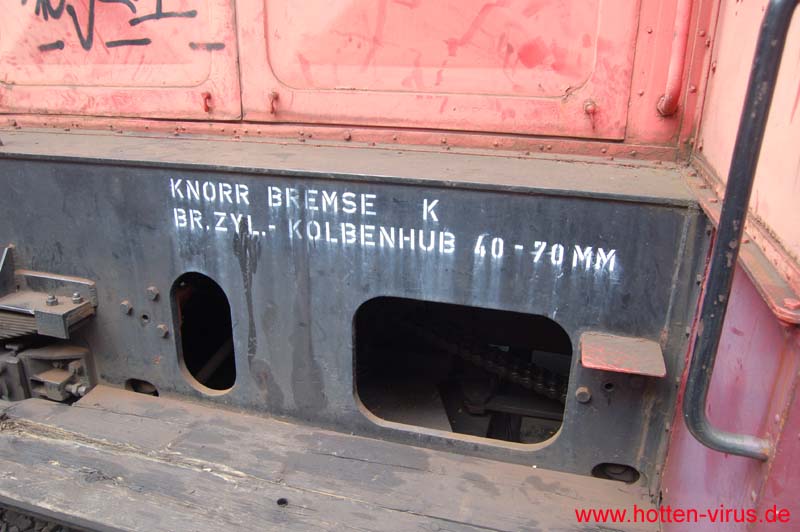 KNORR BREMSE K
BR.ZYL.- KOLBENHUB 40-70MM
www.hotten-virus.de